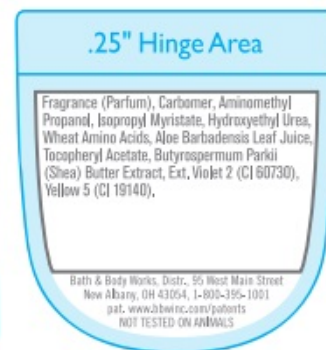 .25" Hinge Area
Fragrance (Parfum), Carbomer, Aminomethyl
Propanol, Isopropyl Myristate, Hydroxyethyl Urea,
Wheat Amino Acids, Aloe Barbadensis Leaf Juice,
Tocopheryl Acetate, Butyrospermum Parkii
(Shea) Butter Extract, Ext. Violet 2 (CI 60730),
Yellow 5 (CI 19140).
Bath & Body Works, Distr., 95 West Main Street
New Albany, OH 43054, 1-800-395-1001
pat. www.bbwinc.com/patents
NOT TESTED ON ANIMALS